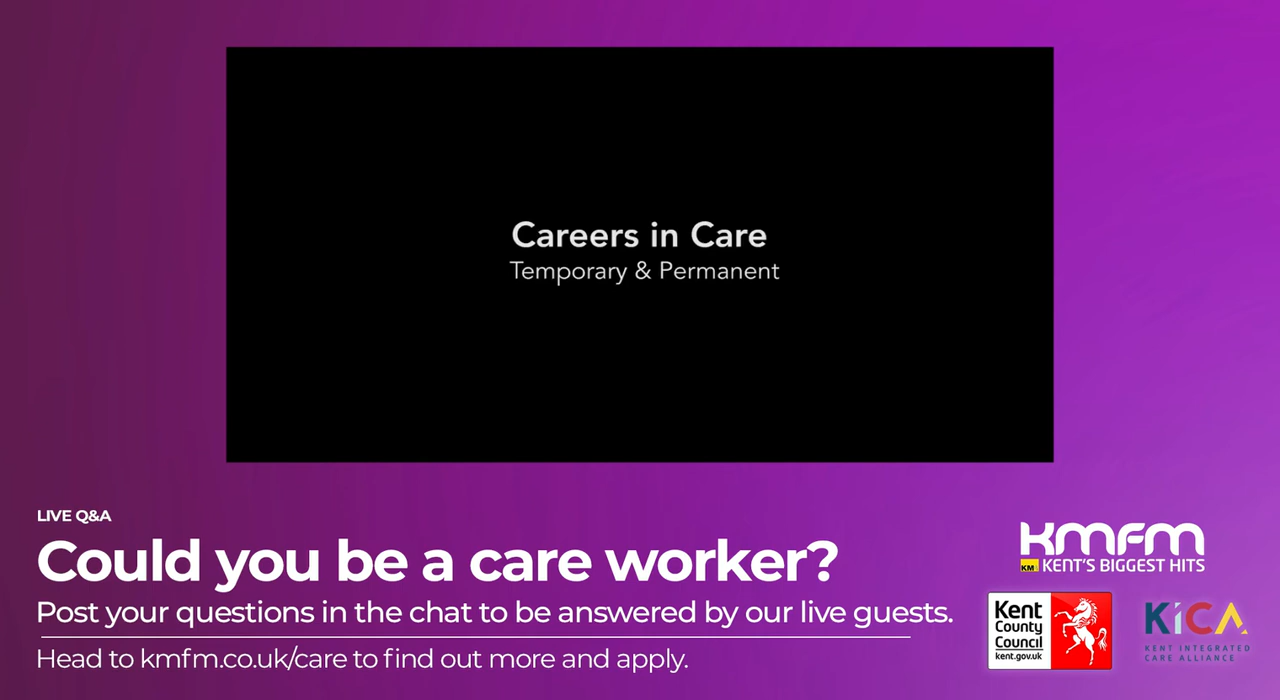 Careers in Care
Temporary & Permanent
LIVE Q&A
Could you be a care worker?
Post your questions in the chat to be answered by our live guests.
Head to kmfm.co.uk/care to find out more and apply.
kmfm
KM KENT'S BIGGEST HITS
Kent
County
Council
kent.gov.uk
KiCA
KENT INTEGRATED
CARE ALLIANCE